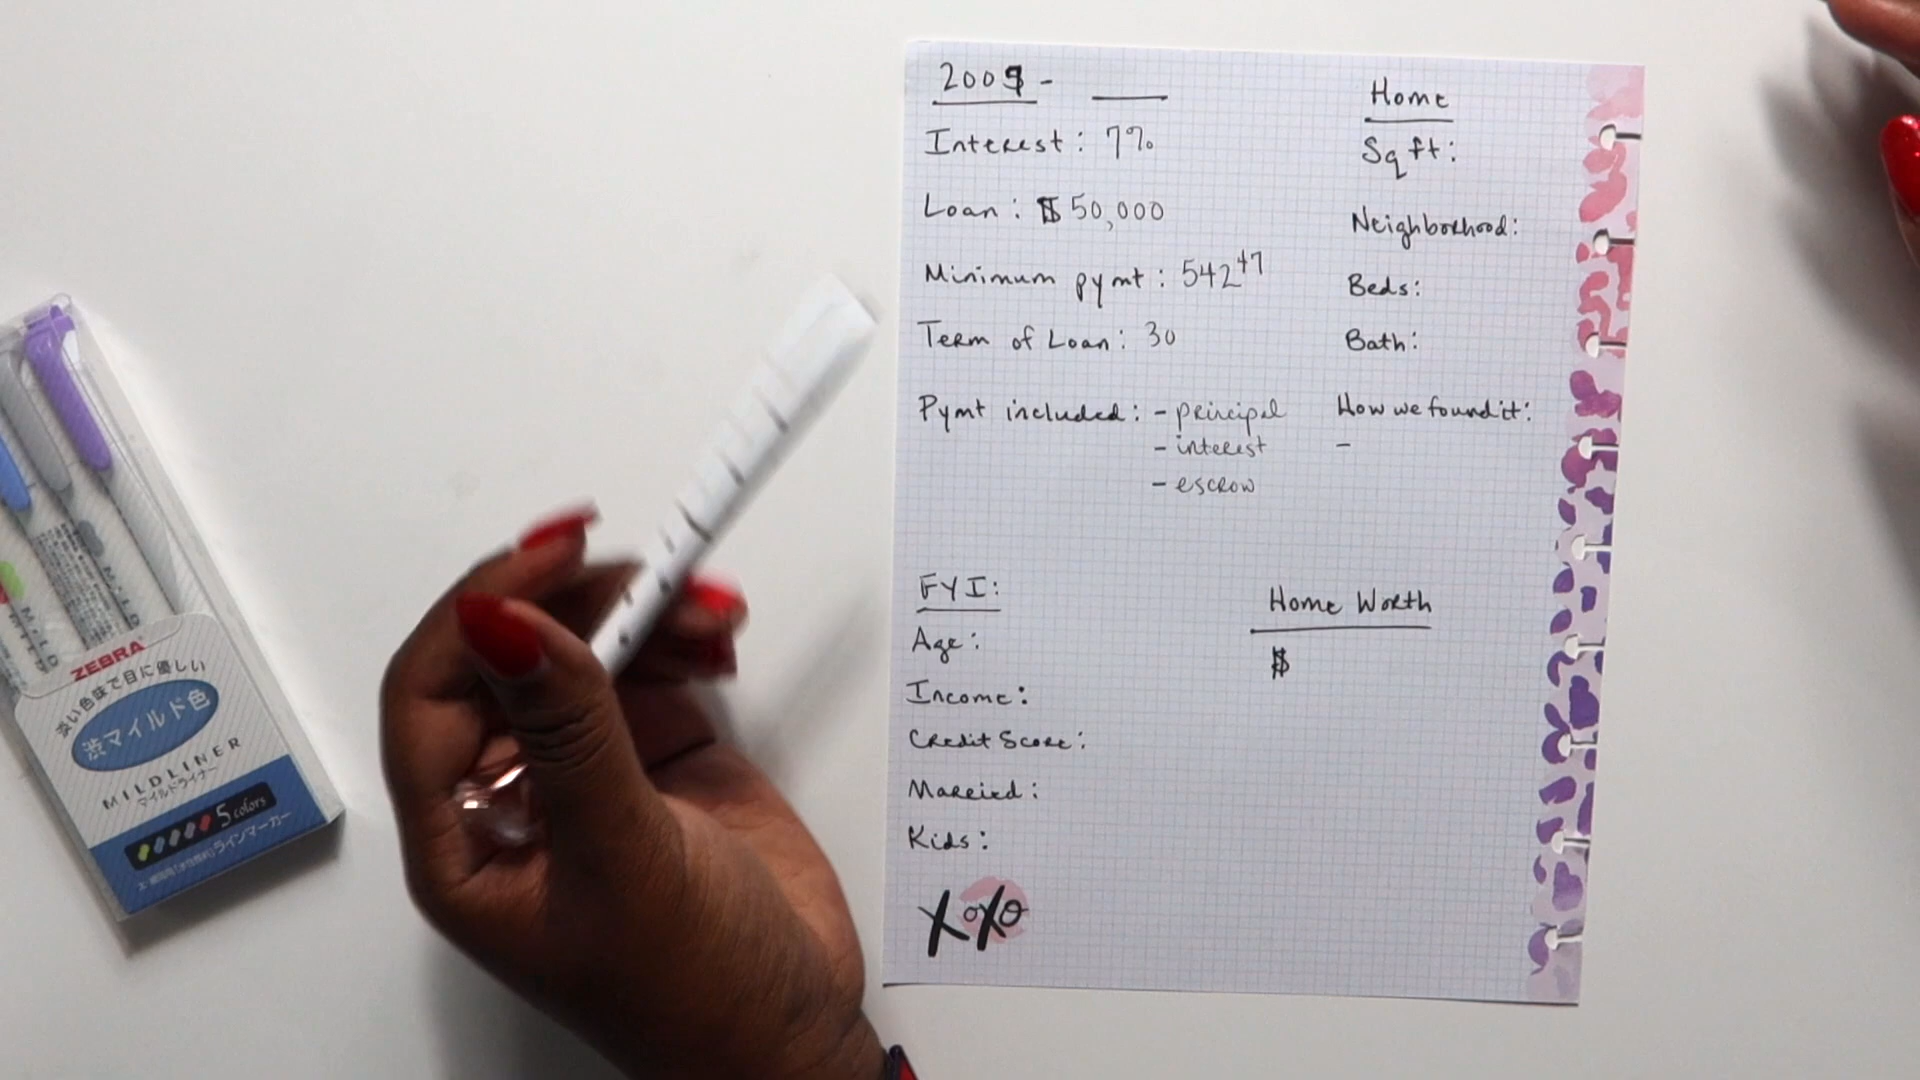 2009 -
Interest: 7%
Loan: $ 50,000
Minimum pymt: 542 47
Term of Loan: 30
Pymt included: - principal
- interest
- escrow
Home
Sq ft:
Neighborhood:
Beds:
Bath:
How we found it:
-
FYI:
Age:
Income:
Credit Score:
Married:
Kids:
XOXO
Home Worth
$
ZEBRA
淡い色味で目に優しい
渋マイルド色
MILDLINER
マイルドライナー
5 colors
ラインマーカー